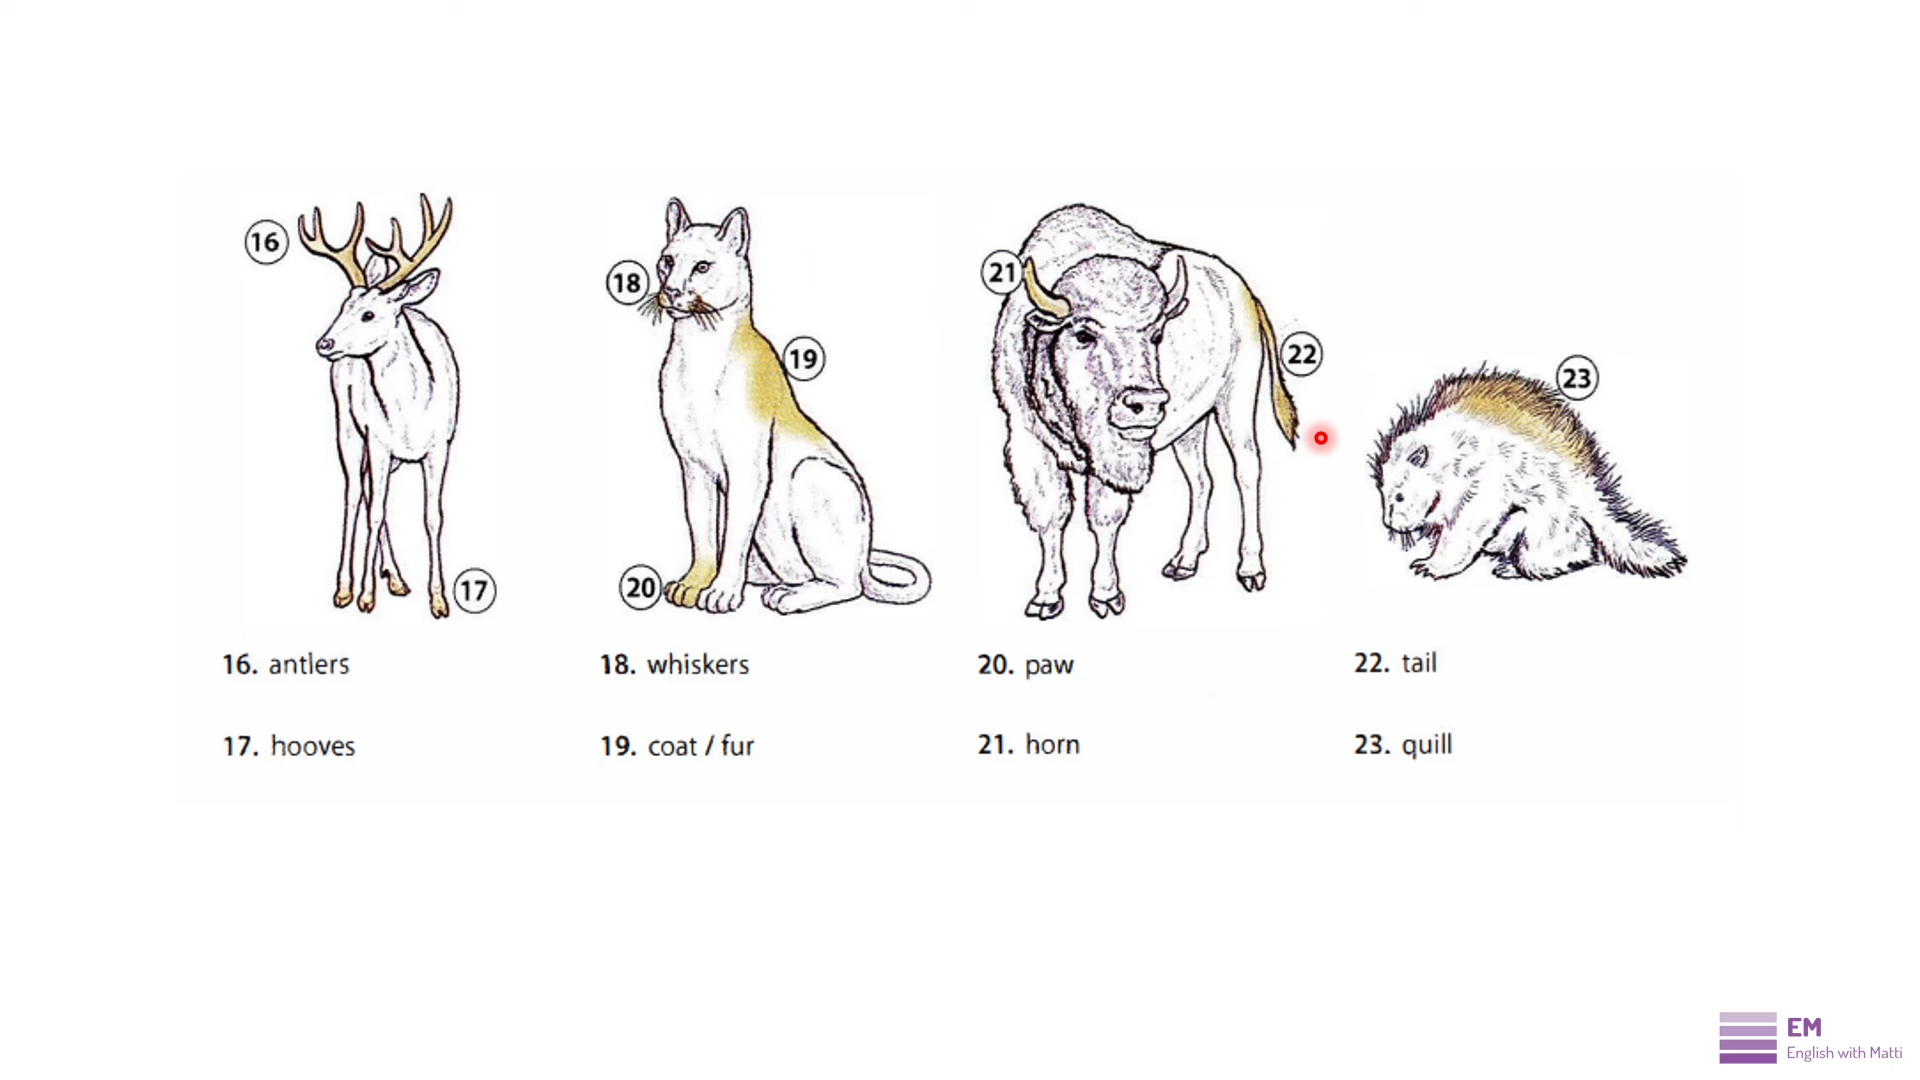 16
17
18
19
20
21
22
23
16. antlers
17. hooves
18. whiskers
19. coat / fur
20. paw
21. horn
22. tail
23. quill
EM
English with Matti